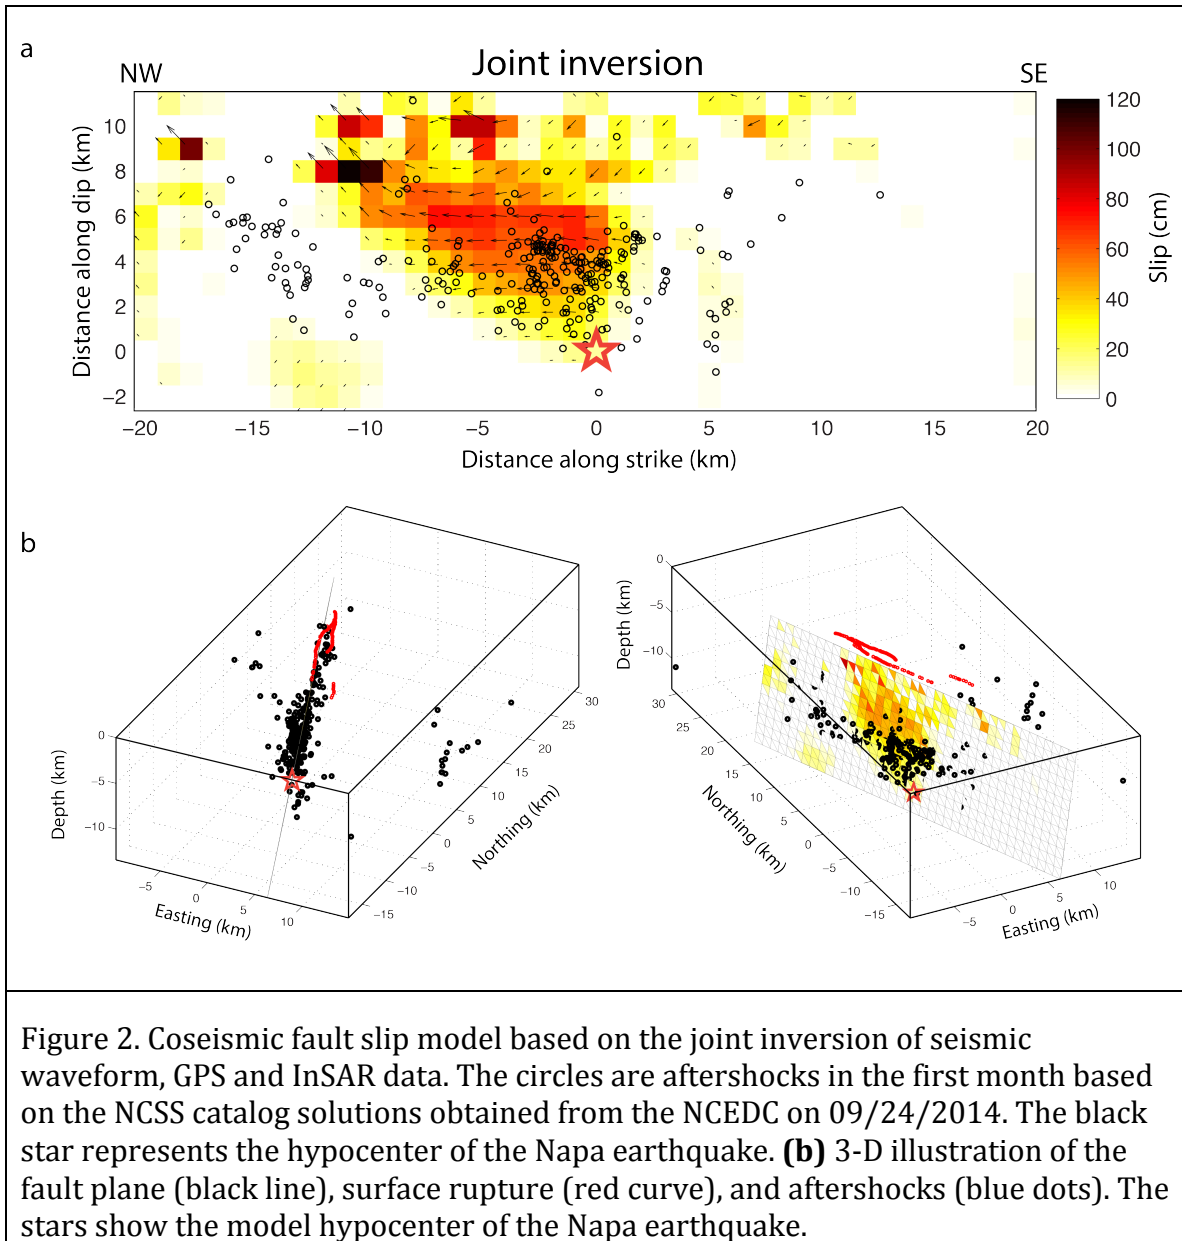 a
Joint inversion
NW
SE
Distance along dip (km)
10
8
6
4
2
0
−2
−20
−15
−10
−5
0
5
10
15
20
Distance along strike (km)
120
100
80
60
40
20
0
Slip (cm)
b
0
−5
−10
Depth (km)
−5
0
5
10
Easting (km)
−15
−10
−5
0
5
10
15
20
25
30
Northing (km)
0
−5
−10
Depth (km)
30
25
20
15
10
5
0
−5
−10
−15
Northing (km)
−5
0
5
10
Easting (km)
Figure 2. Coseismic fault slip model based on the joint inversion of seismic
waveform, GPS and InSAR data. The circles are aftershocks in the first month based
on the NCSS catalog solutions obtained from the NCEDC on 09/24/2014. The black
star represents the hypocenter of the Napa earthquake. (b) 3-D illustration of the
fault plane (black line), surface rupture (red curve), and aftershocks (blue dots). The
stars show the model hypocenter of the Napa earthquake.